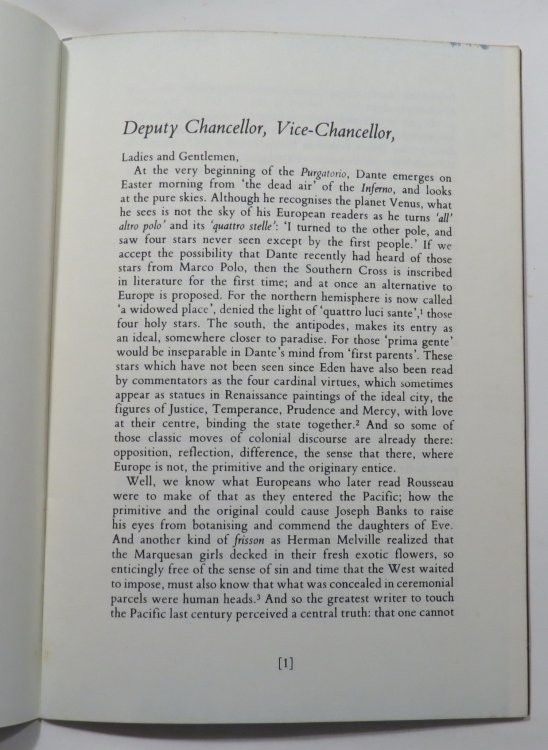 Deputy Chancellor, Vice-Chancellor,
Ladies and Gentlemen,
At the very beginning of the Purgatorio, Dante emerges on
Easter morning from ‘the dead air’ of the Inferno, and looks
at the pure skies. Although he recognises the planet Venus, what
he sees is not the sky of his European readers as he turns ‘all’
altro polo’ and its ‘quattro stelle’: ‘I turned to the other pole, and
saw four stars never seen except by the first people.’ If we
accept the possibility that Dante recently had heard of those
stars from Marco Polo, then the Southern Cross is inscribed
in literature for the first time; and at once an alternative to
Europe is proposed. For the northern hemisphere is now called
‘a widowed place’, denied the light of ‘quattro luci sante’,¹ those
four holy stars. The south, the antipodes, makes its entry as
an ideal, somewhere closer to paradise. For those ‘prima gente’
would be inseparable in Dante’s mind from ‘first parents’. These
stars which have not been seen since Eden have also been read
by commentators as the four cardinal virtues, which sometimes
appear as statues in Renaissance paintings of the ideal city, the
figures of Justice, Temperance, Prudence and Mercy, with love
at their centre, binding the state together.² And so some of
those classic moves of colonial discourse are already there:
opposition, reflection, difference, the sense that there, where
Europe is not, the primitive and the originary entice.
Well, we know what Europeans who later read Rousseau
were to make of that as they entered the Pacific; how the
primitive and the original could cause Joseph Banks to raise
his eyes from botanising and commend the daughters of Eve.
And another kind of frisson as Herman Melville realized that
the Marquesan girls decked in their fresh exotic flowers, so
enticingly free of the sense of sin and time that the West waited
to impose, must also know that what was concealed in ceremonial
parcels were human heads.³ And so the greatest writer to touch
the Pacific last century perceived a central truth: that one cannot
[1]